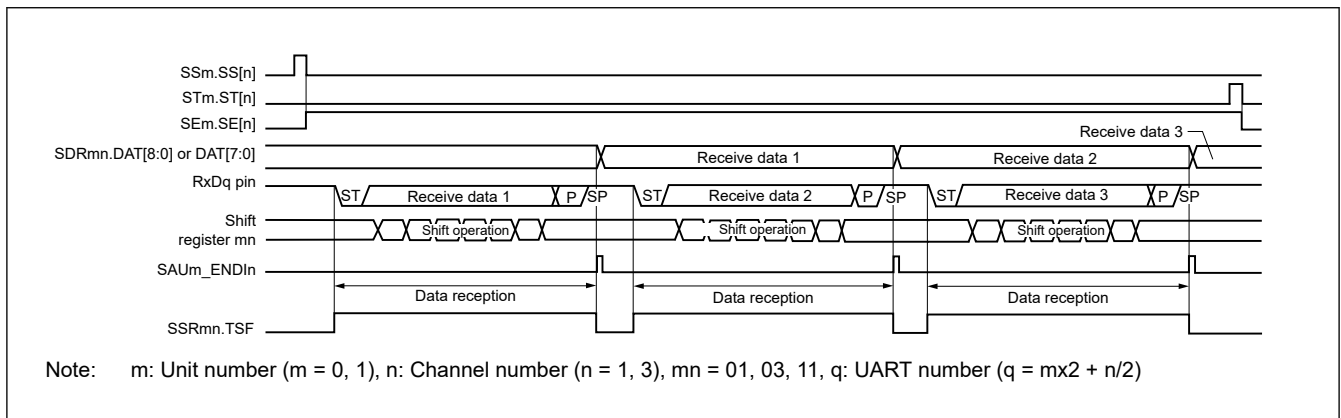 SSm.SS[n]
STm.ST[n]
SEm.SE[n]
Receive data 3
SDRmn.DAT[8:0] or DAT[7:0]
Receive data 1
Receive data 2
RxDq pin
ST
Receive data 1
P
SP
ST
Receive data 2
P
SP
ST
Receive data 3
P
SP
Shift
register mn
Shift operation
Shift operation
Shift operation
SAUm_ENDIn
Data reception
Data reception
Data reception
SSRmn.TSF
Note: m: Unit number (m = 0, 1), n: Channel number (n = 1, 3), mn = 01, 03, 11, q: UART number (q = mx2 + n/2)